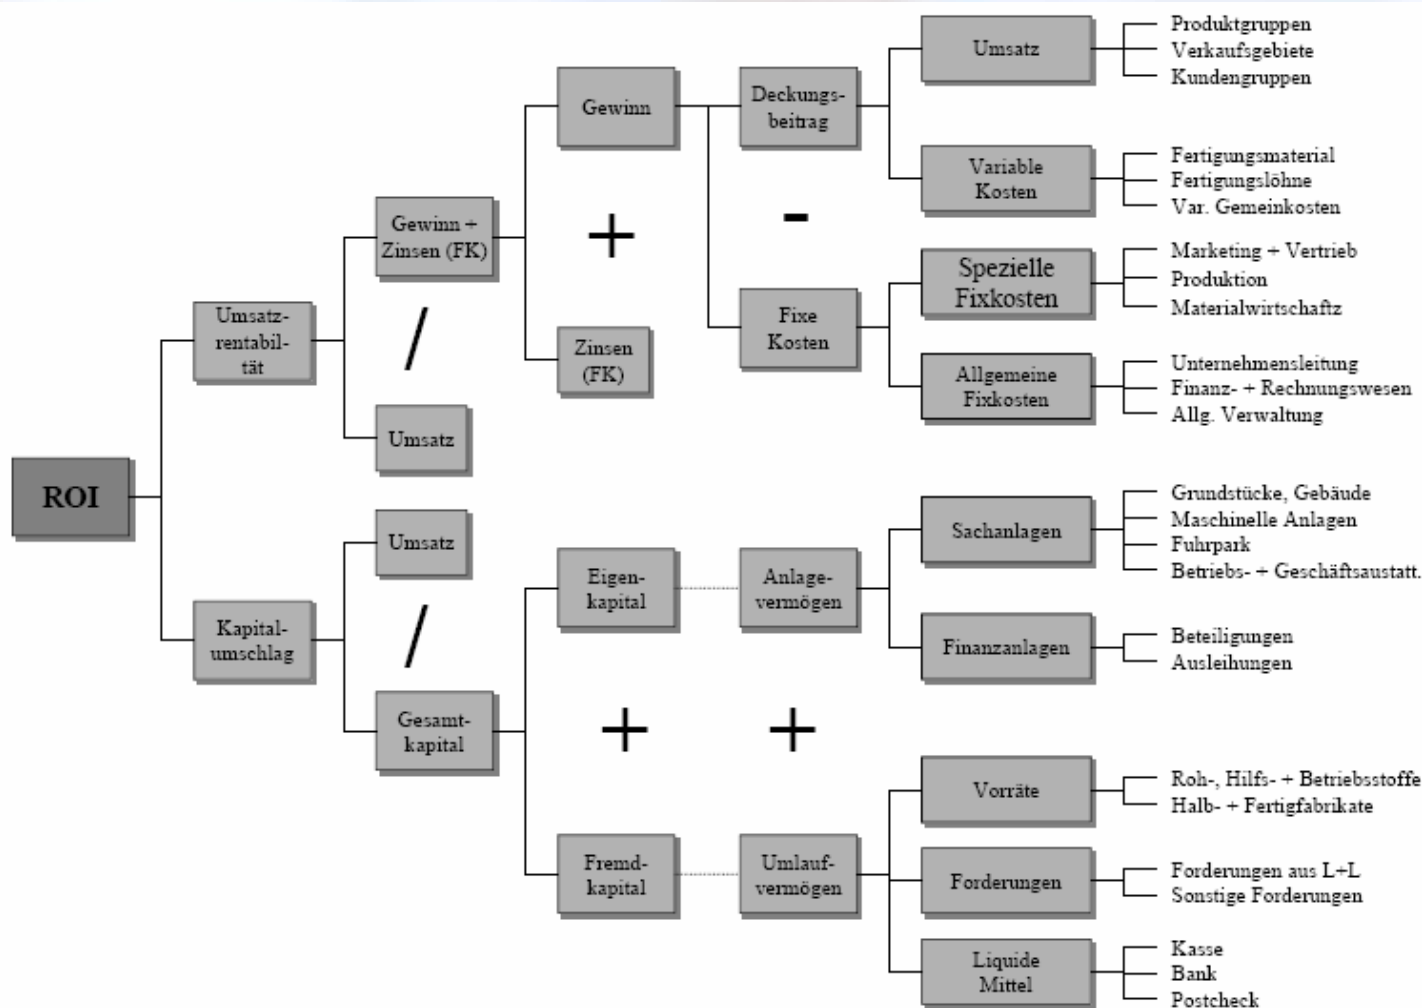 ROI
Umsatz-
rentabil-
tät
Kapital-
umschlag
Gewinn +
Zinsen (FK)
/
Umsatz
Umsatz
/
Gesamt-
kapital
Gewinn
+
Zinsen
(FK)
Eigen-
kapital
+
Fremd-
kapital
Deckungs-
beitrag
-
Fixe
Kosten
Anlage-
vermögen
+
Umlauf-
vermögen
Umsatz
Produktgruppen
Verkaufsgebiete
Kundengruppen
Variable
Kosten
Fertigungsmaterial
Fertigungslöhne
Var. Gemeinkosten
Spezielle
Fixkosten
Marketing + Vertrieb
Produktion
Materialwirtschaftz
Allgemeine
Fixkosten
Unternehmensleitung
Finanz- + Rechnungswesen
Allg. Verwaltung
Sachanlagen
Grundstücke, Gebäude
Maschinelle Anlagen
Fuhrpark
Betriebs- + Geschäftsaustatt.
Finanzanlagen
Beteiligungen
Ausleihungen
Vorräte
Roh-, Hilfs- + Betriebsstoffe
Halb- + Fertigfabrikate
Forderungen
Forderungen aus L+L
Sonstige Forderungen
Liquide
Mittel
Kasse
Bank
Postcheck